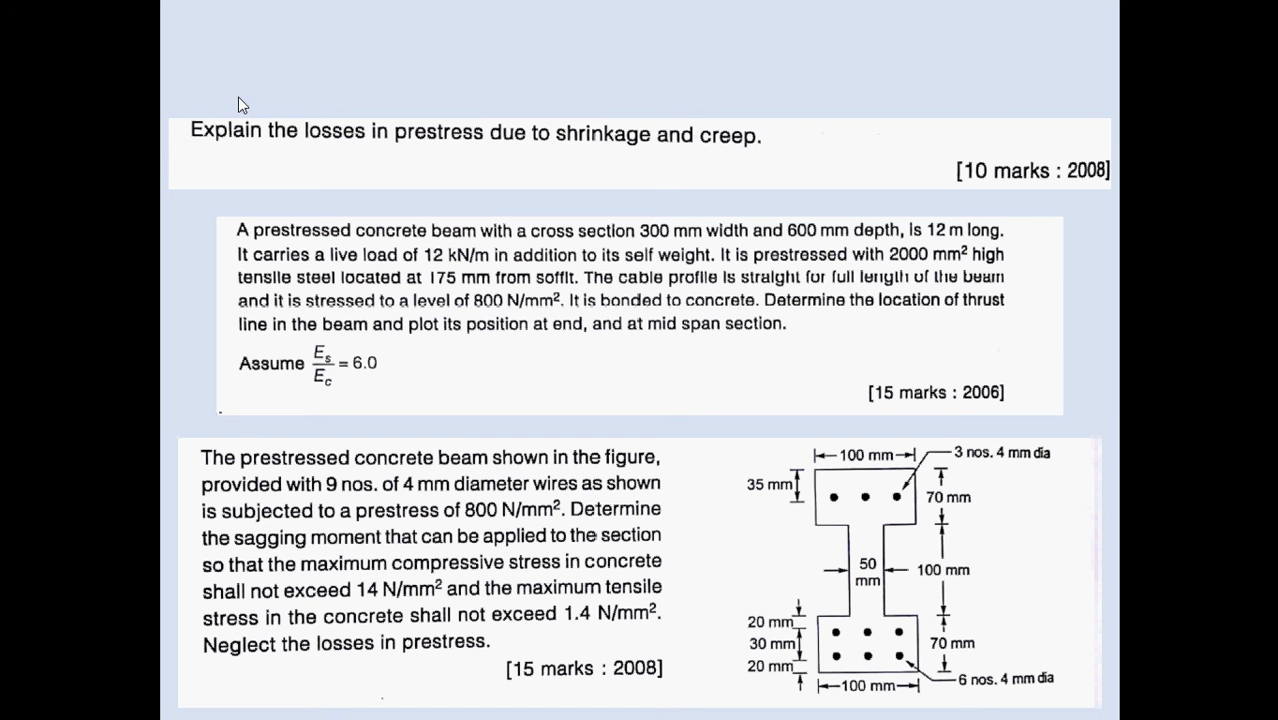 Explain the losses in prestress due to shrinkage and creep.
[10 marks : 2008]
A prestressed concrete beam with a cross section 300 mm width and 600 mm depth, is 12 m long.
It carries a live load of 12 kN/m in addition to its self weight. It is prestressed with 2000 mm² high
tensile steel located at 175 mm from soffit. The cable profile is straight for full length of the beam
and it is stressed to a level of 800 N/mm². It is bonded to concrete. Determine the location of thrust
line in the beam and plot its position at end, and at mid span section.
Assume Es/Ec = 6.0
[15 marks : 2006]
The prestressed concrete beam shown in the figure,
provided with 9 nos. of 4 mm diameter wires as shown
is subjected to a prestress of 800 N/mm². Determine
the sagging moment that can be applied to the section
so that the maximum compressive stress in concrete
shall not exceed 14 N/mm² and the maximum tensile
stress in the concrete shall not exceed 1.4 N/mm².
Neglect the losses in prestress.
[15 marks : 2008]
100 mm
3 nos. 4 mm dia
35 mm
70 mm
50
mm
100 mm
20 mm
30 mm
70 mm
20 mm
100 mm
6 nos. 4 mm dia